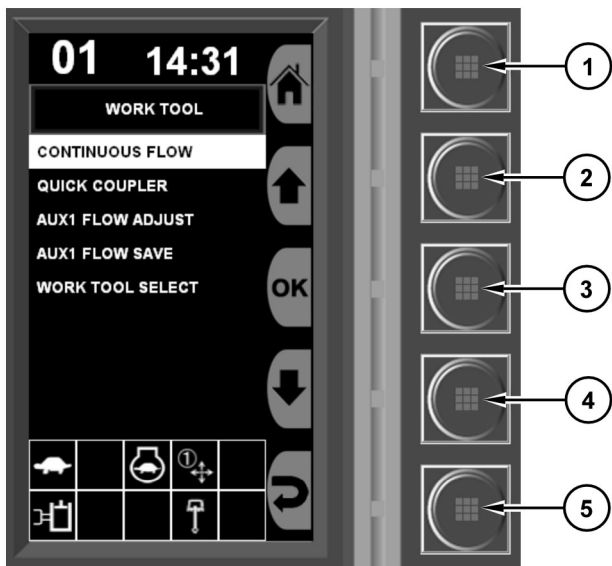 01 14:31
WORK TOOL
CONTINUOUS FLOW
QUICK COUPLER
AUX1 FLOW ADJUST
AUX1 FLOW SAVE
WORK TOOL SELECT
OK
1
1
2
3
4
5